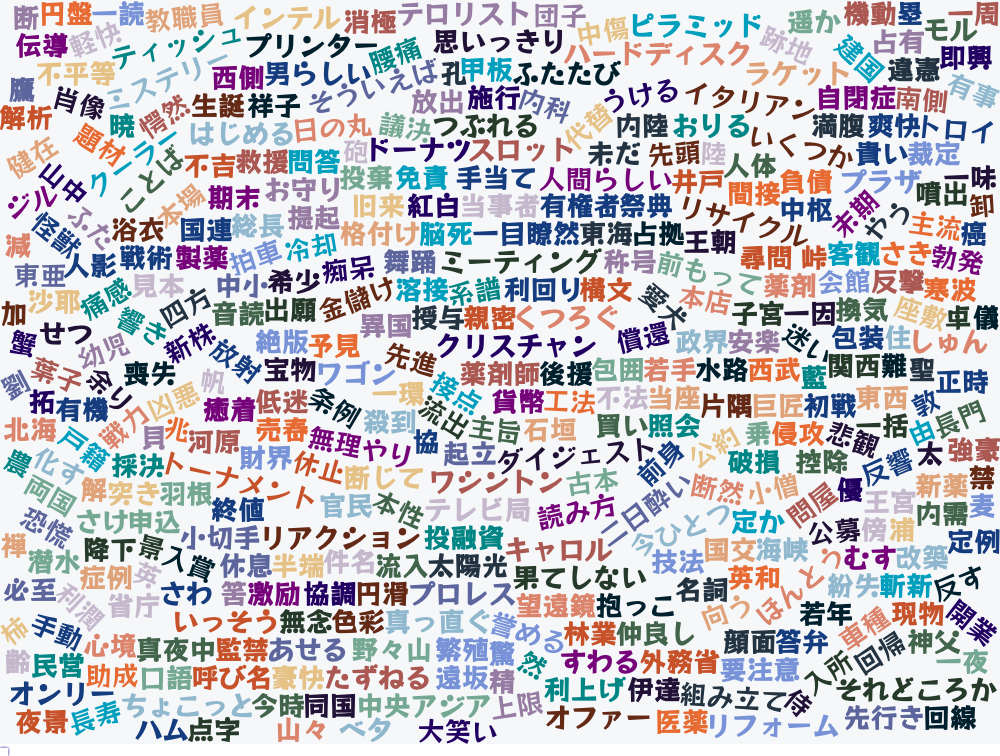 断 円盤 一読 教職員 インテル 消極 テロリスト 団子 中傷 ピラミッド 遥か 機動 塁 モル 一周
伝導 軽快 ティッシュ プリンター 腰痛 思いっきり ハードディスク 跡地 建国 占有 即興
鷹 不平等 ミステリー 西側 男らしい そういえば 孔 甲板 ふたたび ラケット 違憲 有事
解析 肖像 暁 愕然 生誕 祥子 放出 施行 内科 うける イタリアン 自閉症 南側
健在 題材 クーラー はじめる 日の丸 議決 つぶれる 代替 内陸 おりる いくつか 満腹 爽快 トロイ
ジル 山中 ことば 不吉 救援 問答 砲 ドーナツ スロット 未だ 先頭 陸 人体 貴い 裁定
本場 期末 お守り 投棄 免責 手当て 人間らしい 井戸 間接 負債 プラザ 噴出 一味
怪獣 ふた 浴衣 国連 総長 提起 旧来 紅白 当事者 有権者 祭典 リサイクル 中枢 末期 やつ 主流 卸
減 人影 戦術 製薬 拍車 冷却 格付け 脳死 一目瞭然 東海 占拠 王朝 尋問 峠 客観 さき 勃発 癌
東亜 痛感 見本 中小 希少 痴呆 舞踊 ミーティング 称号 前もって 薬剤 会館 反撃 寒波
加 沙耶 響き 四方 音読 出願 金儲け 溶接 系譜 利回り 構文 愛犬 本店 子宮 一因 換気 座敷 卓儀
蟹 せつ 幼児 新株 放射 絶版 予見 異国 授与 親密 くつろぐ クリスチャン 償還 政界 安楽 迷い 包装 住 しゅん
劉 葉子 余り 喪失 帆 宝物 ワゴン 先進 接点 薬剤師 後援 包囲 若手 水路 西武 藍 関西 難 聖 正時
拓 有機 戦力 凶悪 癒着 低迷 条例 一環 流出 貨幣 工法 不法 当座 片隅 巨匠 初戦 東西 敦
北海 戸籍 貝 兆 河原 売春 無理やり 殺到 協 主旨 石垣 買い 照会 公約 乗 侵攻 悲観 一括 由 長門
農 化す 採決 トーナメント 財界 休止 起立 ダイジェスト 前身 破損 控除 反響 太 強豪
両国 解 突き 羽根 終値 断じて ワシントン 古本 二日酔い 断然 小僧 問屋 優 王宮 新薬 禁
恐慌 さけ 申込 小切手 官民 本性 テレビ局 読み方 今ひとつ 定か 公募 傍 浦 内需 麦
禅 潜水 降下 景 入賞 リアクション 投融資 キャロル 技法 国交 海峡 むす 改築 定例
必至 利潤 症例 英 省庁 さわ 休息 半端 件名 流入 太陽光 果てしない 名詞 英和 ほんとう 紛失 斬新 反す
筈 激励 協調 円滑 プロレス 望遠鏡 抱っこ 向う 若年 車種 現物 開業
柿 手動 心境 いっそう 無念 色彩 真っ直ぐ 誉める 林業 仲良し 顔面 答弁 回帰 神父
齢 民営 真夜中 監禁 あせる 野々山 繁殖 驚 然 すわる 外務省 要注意 入所 一夜
助成 口語 呼び名 豪快 たずねる 遠坂 精 利上げ 伊達 組み立て 侍 それどころか
オンリー 長寿 ちょこっと 今時 同国 中央アジア 上限 オファー 医薬 リフォーム 先行き 回線
夜景 ハム 点字 山々 ベタ 大笑い